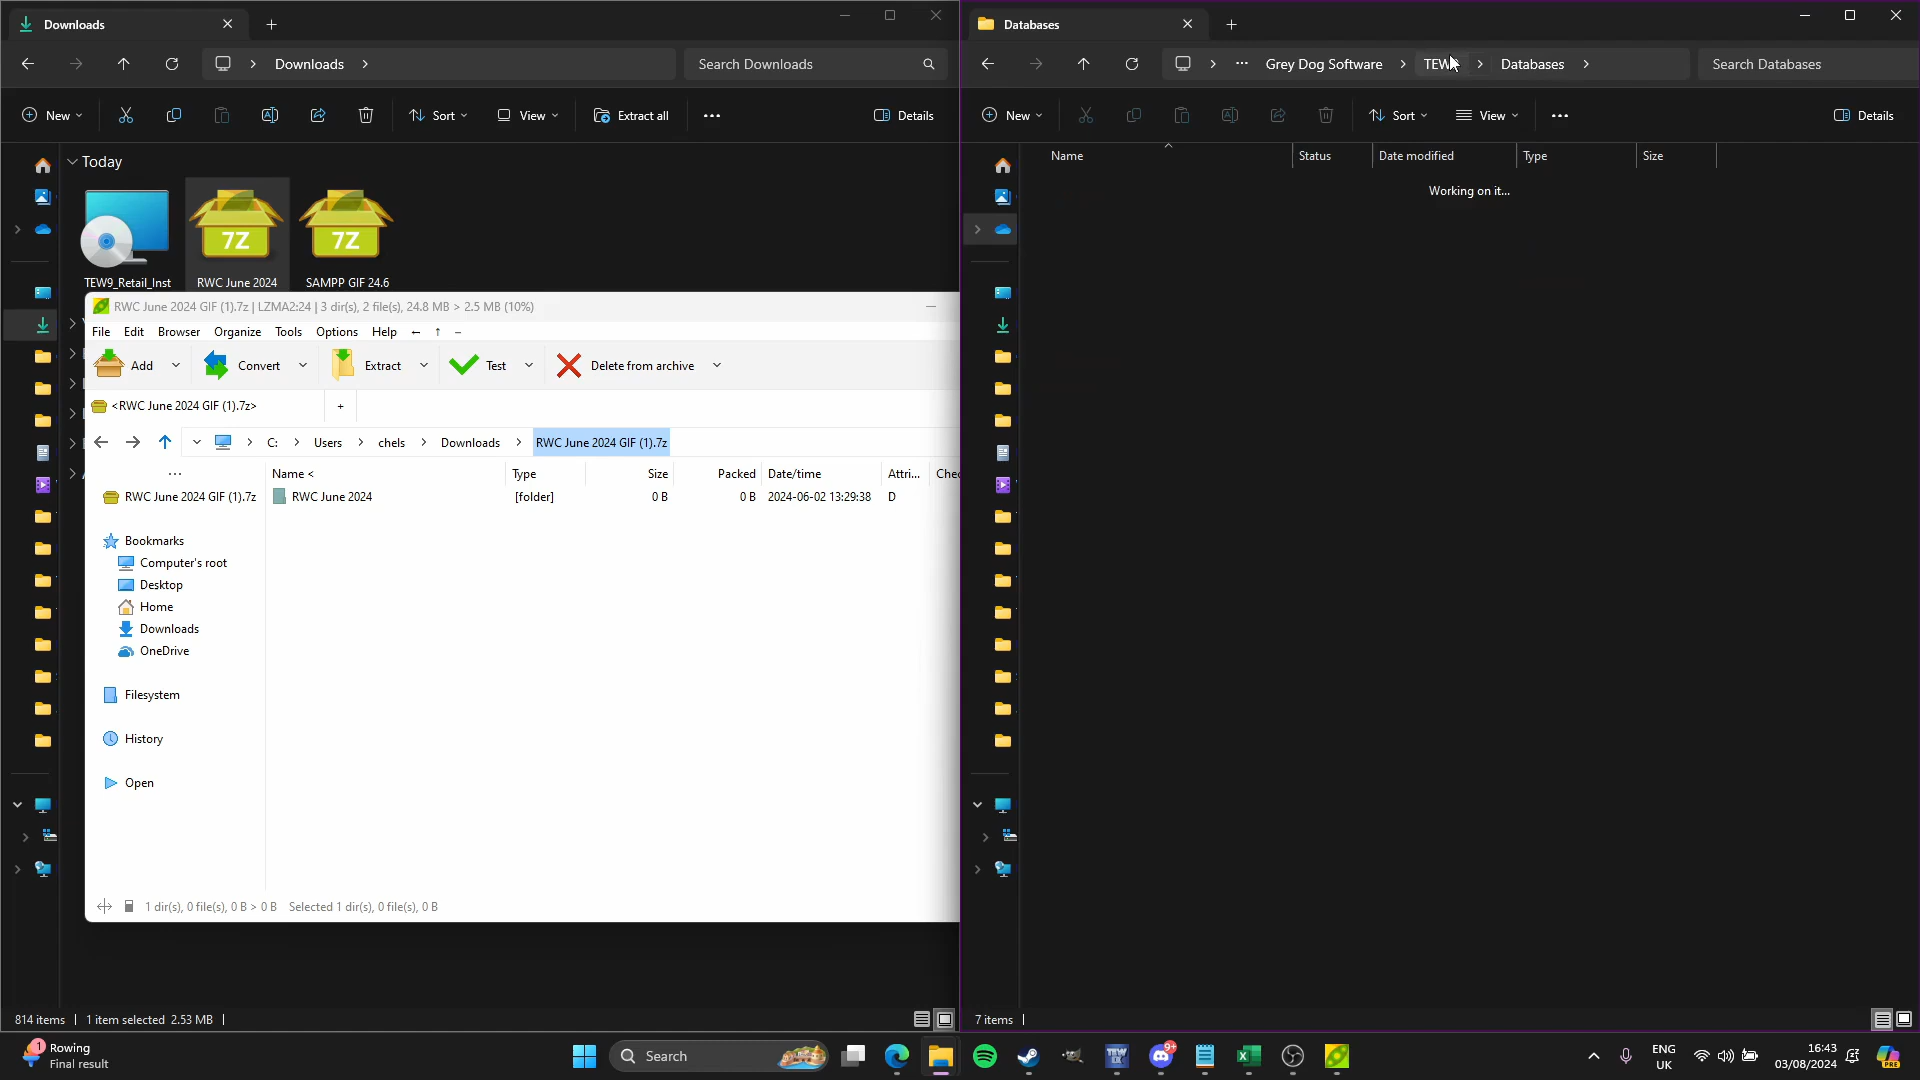 Downloads
Databases
Downloads
Search Downloads
Grey Dog Software
Databases
Search Databases
New
Sort
View
Extract all
Details
New
Sort
View
Details
Today
7Z
7Z
TEW9_Retail_Inst
RWC June 2024
SAMPP GIF 24.6
Name
Status
Date modified
Type
Size
Working on it...
RWC June 2024 GIF (1).7z | LZMA2:24 | 3 dir(s), 2 file(s), 24.8 MB > 2.5 MB (10%)
File Edit Browser Organize Tools Options Help
Add
Convert
Extract
Test
Delete from archive
<RWC June 2024 GIF (1).7z>
C:
Users
chels
Downloads
RWC June 2024 GIF (1).7z
Name <
Type
Size
Packed
Date/time
Attri...
RWC June 2024 GIF (1).7z
RWC June 2024
[folder]
0 B
0 B
2024-06-02 13:29:38
D
Bookmarks
Computer's root
Desktop
Home
Downloads
OneDrive
Filesystem
History
Open
1 dir(s), 0 file(s), 0 B > 0 B
Selected 1 dir(s), 0 file(s), 0 B
814 items
1 item selected 2.53 MB
7 items
1
Rowing
Final result
Search
TEW
9+
ENG
UK
16:43
03/08/2024
PRE